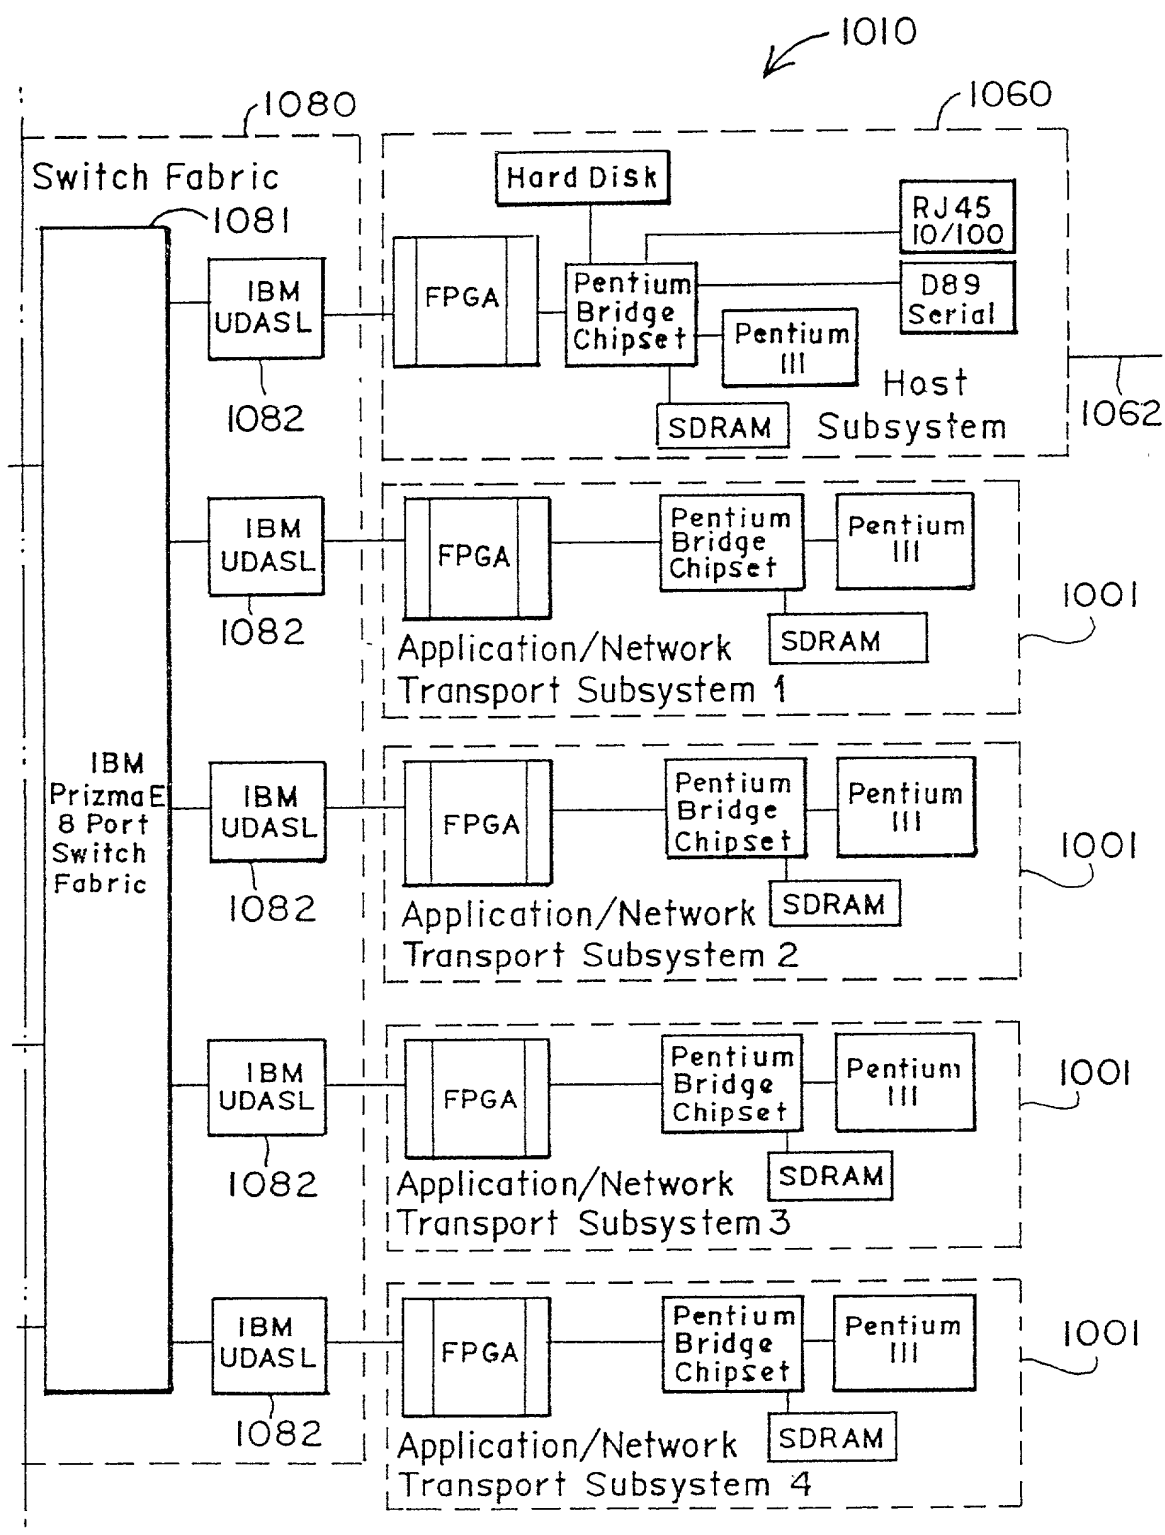 1010
1080
1060
Switch Fabric
1081
Hard Disk
RJ45
10/100
IBM
UDASL
FPGA
Pentium
Bridge
Chipset
D89
Serial
Pentium
III
Host
Subsystem
SDRAM
1082
1062
IBM
UDASL
1082
FPGA
Pentium
Bridge
Chipset
Pentium
III
SDRAM
1001
Application/Network
Transport Subsystem 1
IBM
PrizmaE
8 Port
Switch
Fabric
IBM
UDASL
1082
FPGA
Pentium
Bridge
Chipset
Pentium
III
SDRAM
1001
Application/Network
Transport Subsystem 2
IBM
UDASL
1082
FPGA
Pentium
Bridge
Chipset
Pentium
III
SDRAM
1001
Application/Network
Transport Subsystem 3
IBM
UDASL
1082
FPGA
Pentium
Bridge
Chipset
Pentium
III
SDRAM
1001
Application/Network
Transport Subsystem 4